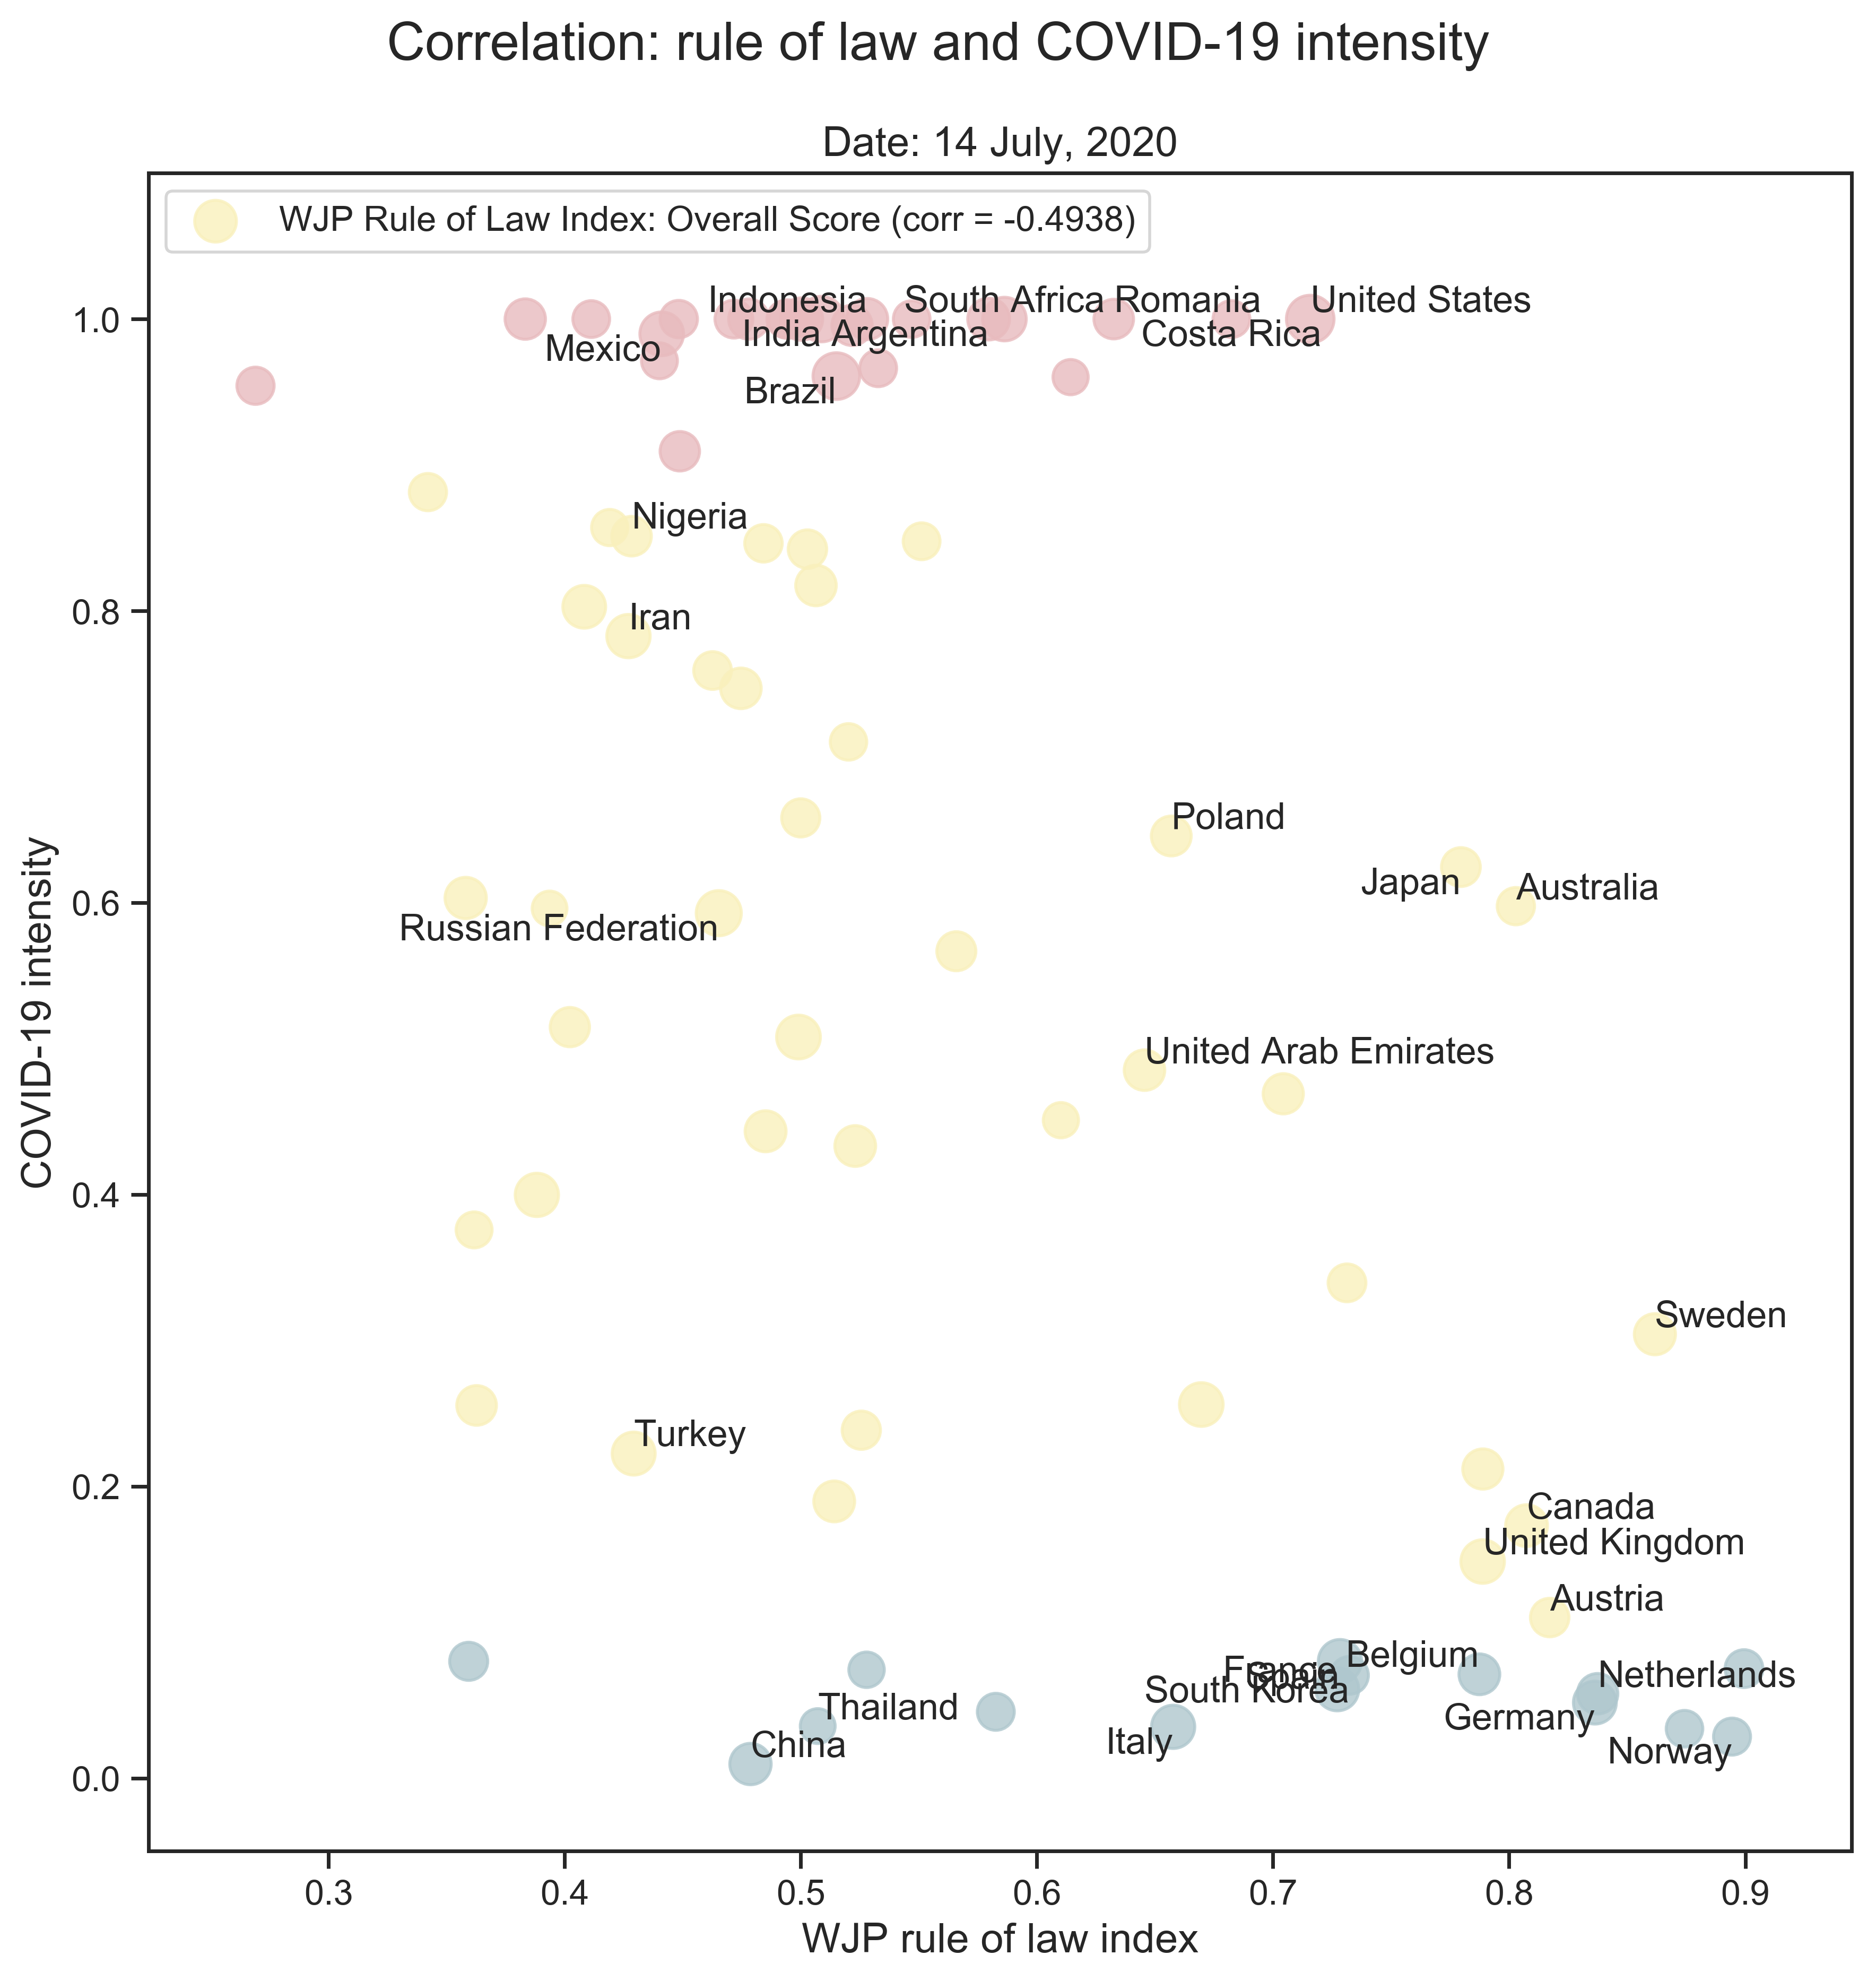 Correlation: rule of law and COVID-19 intensity
Date: 14 July, 2020
WJP Rule of Law Index: Overall Score (corr = -0.4938)
Indonesia
South Africa
Romania
United States
India
Argentina
Costa Rica
Mexico
Brazil
Nigeria
Iran
Poland
Japan
Australia
Russian Federation
United Arab Emirates
Sweden
Turkey
Canada
United Kingdom
Austria
Belgium
France
Spain
South Korea
Netherlands
Thailand
Germany
Italy
China
Norway
1.0
0.8
0.6
0.4
0.2
0.0
COVID-19 intensity
0.3 0.4 0.5 0.6 0.7 0.8 0.9
WJP rule of law index